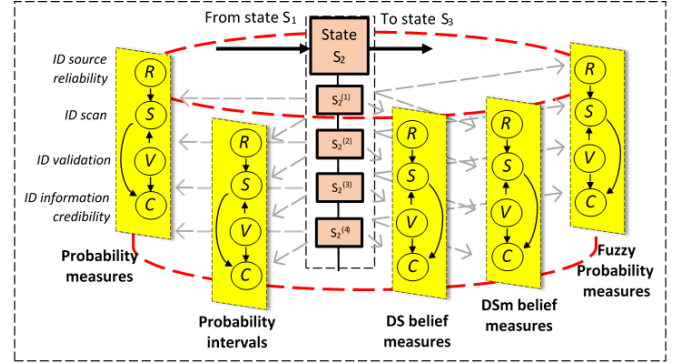 From state S1
To state S3
State
S2
ID source
reliability
ID scan
ID validation
ID information
credibility
S2(1)
S2(2)
S2(3)
S2(4)
R
S
V
C
Probability
measures
R
S
V
C
Probability
intervals
R
S
V
C
DS belief
measures
R
S
V
C
DSm belief
measures
R
S
V
C
Fuzzy
Probability
measures